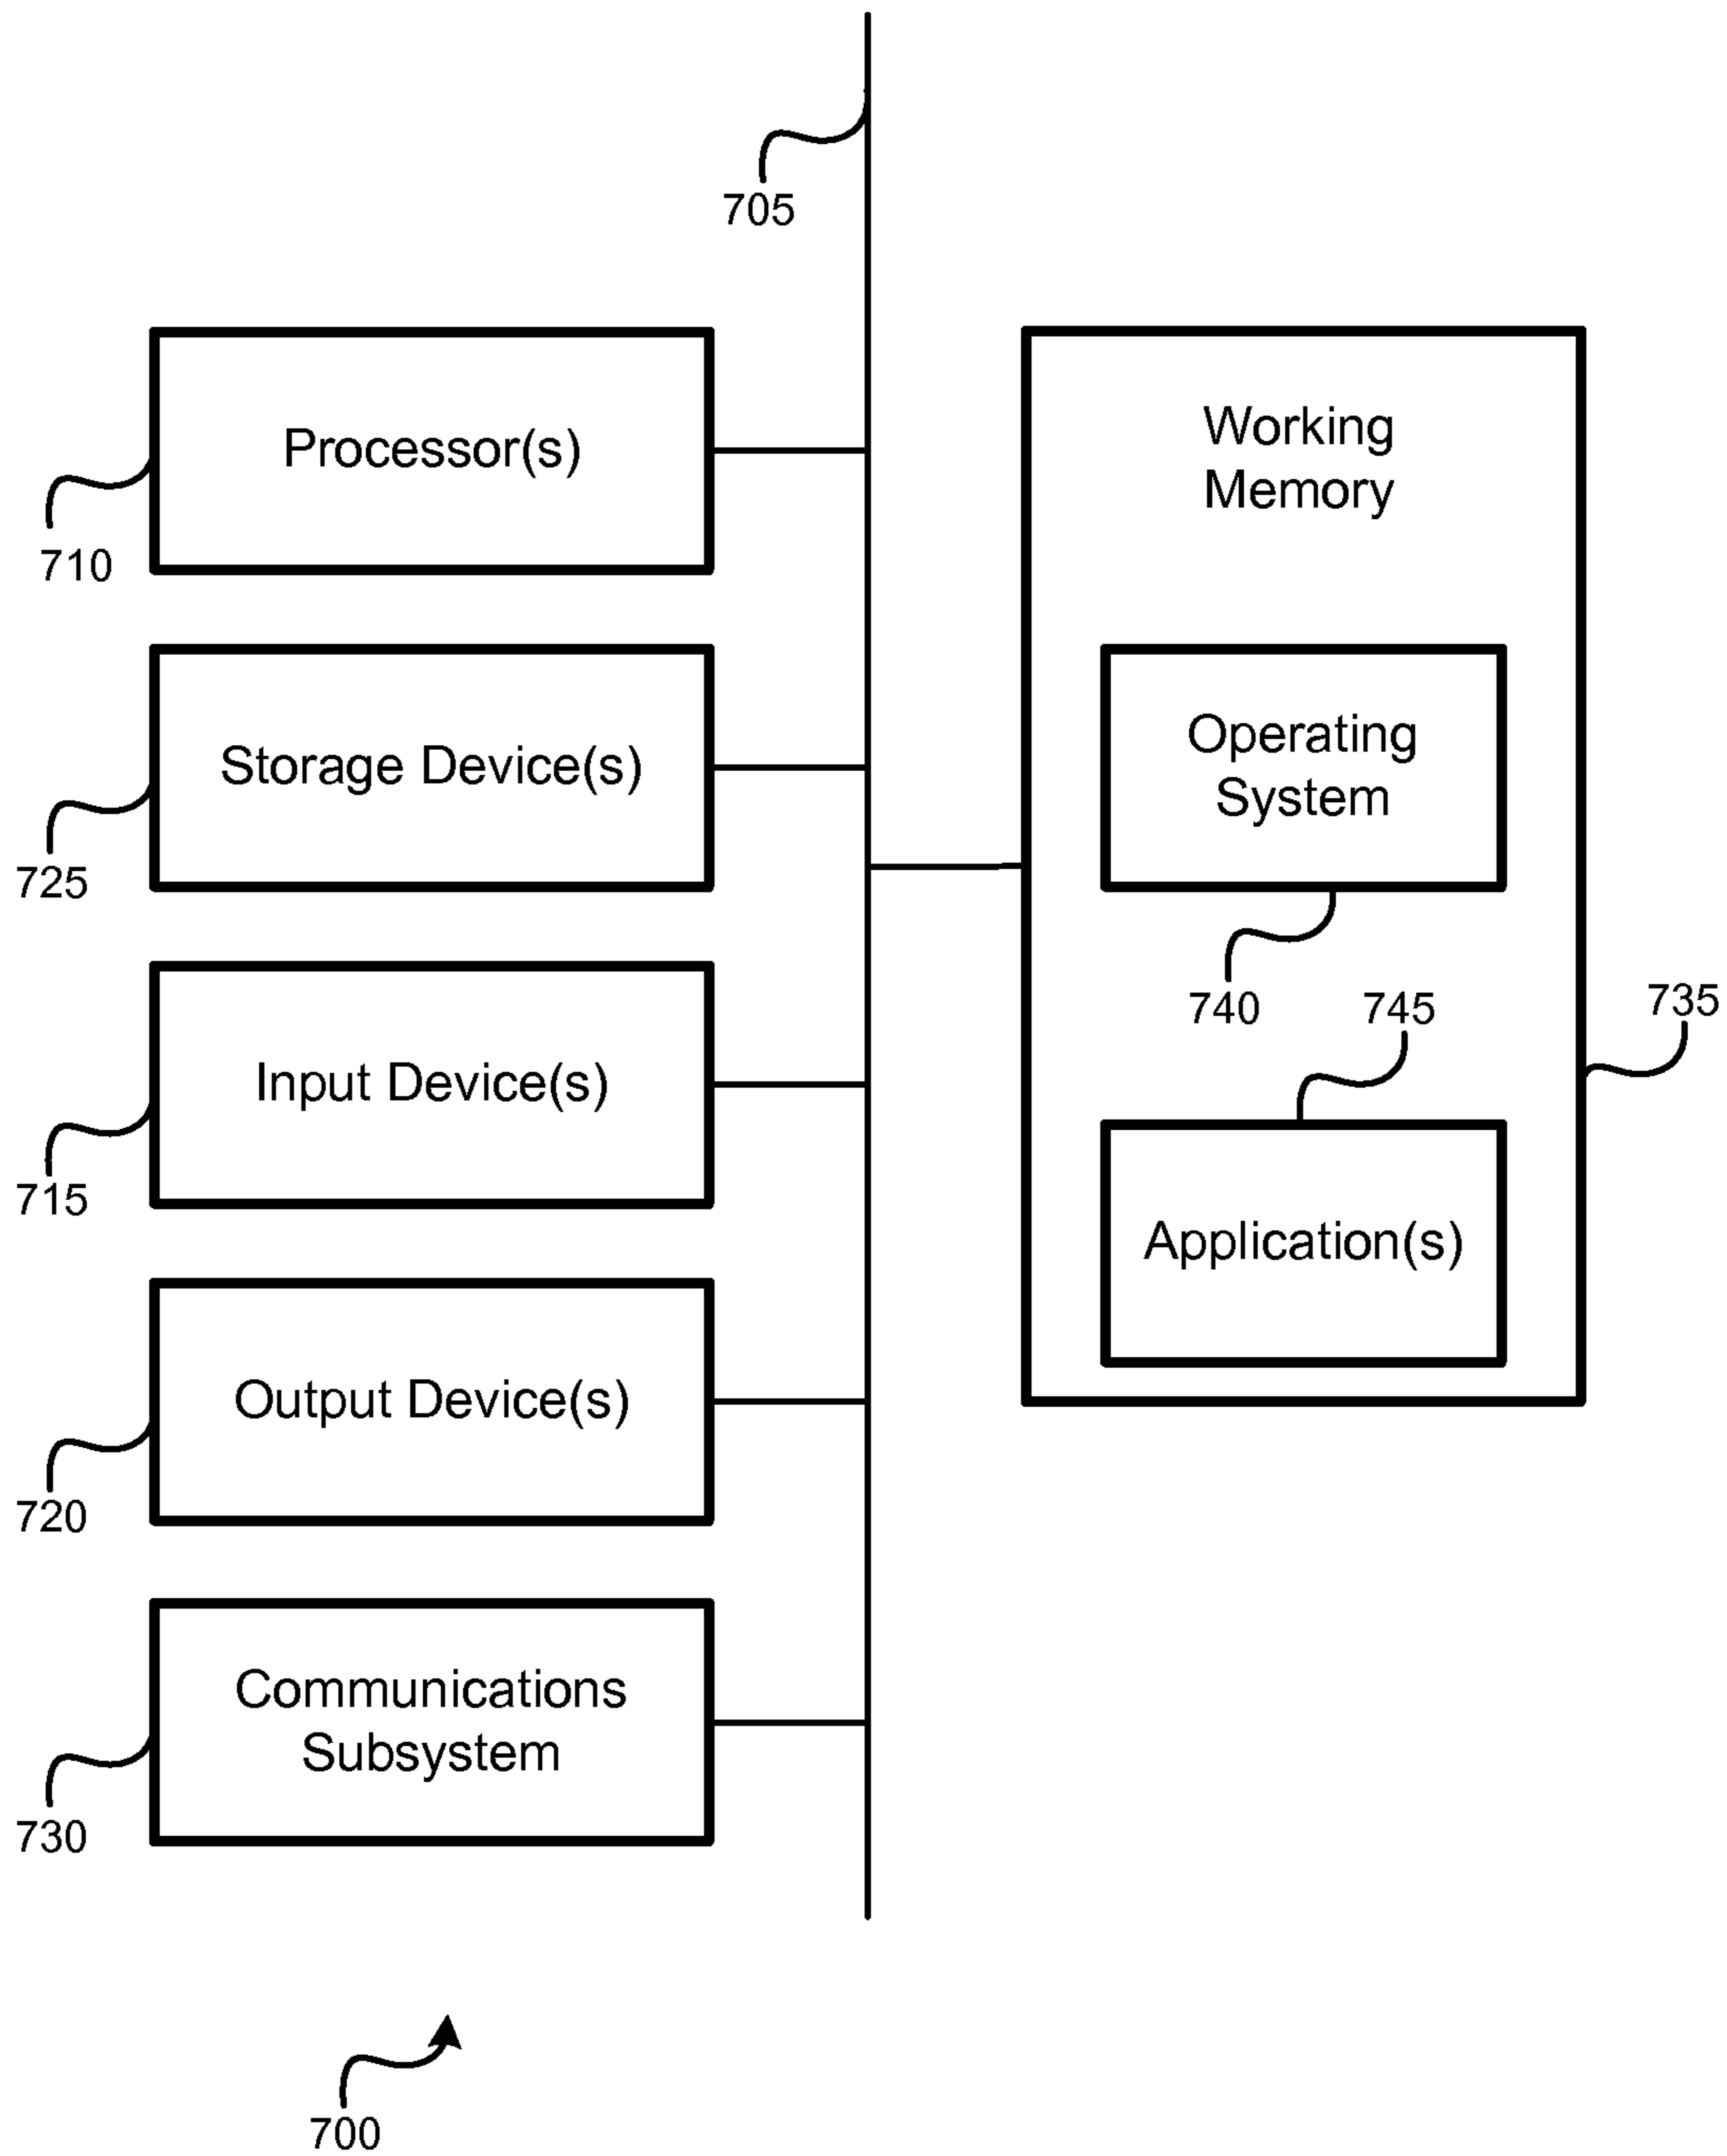 705
Processor(s)
710
Storage Device(s)
725
Input Device(s)
715
Output Device(s)
720
Communications
Subsystem
730
Working
Memory
Operating
System
740
745
735
Application(s)
700